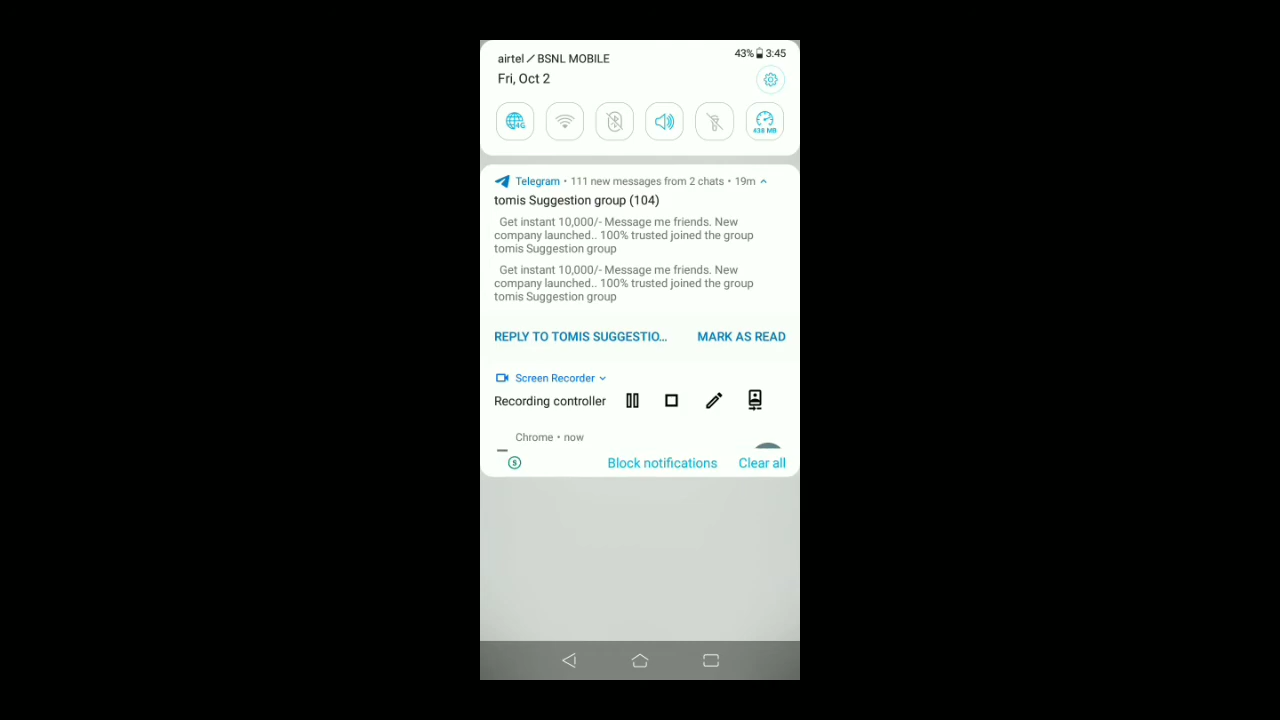 airtel / BSNL MOBILE
43% 3:45
Fri, Oct 2
4G
438 MB
Telegram • 111 new messages from 2 chats • 19m
tomis Suggestion group (104)
Get instant 10,000/- Message me friends. New
company launched.. 100% trusted joined the group
tomis Suggestion group
Get instant 10,000/- Message me friends. New
company launched.. 100% trusted joined the group
tomis Suggestion group
REPLY TO TOMIS SUGGESTIO... MARK AS READ
Screen Recorder
Recording controller
Chrome • now
Block notifications Clear all